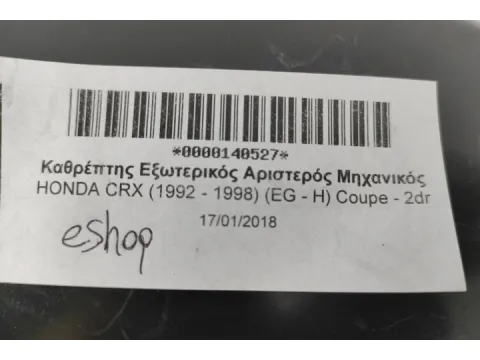 *0000140527*
Καθρέπτης Εξωτερικός Αριστερός Μηχανικός
HONDA CRX (1992 - 1998) (EG - H) Coupe - 2dr
17/01/2018
eshop